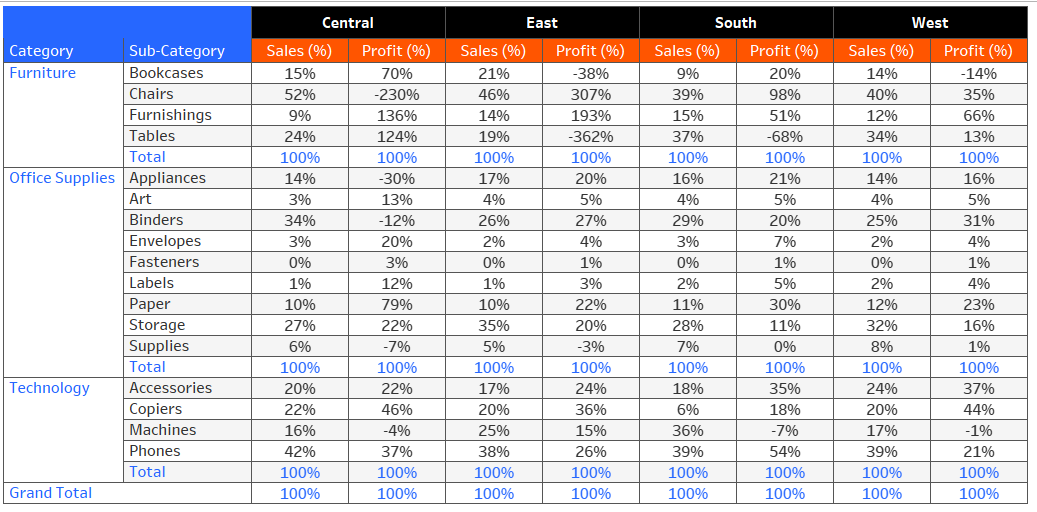 Central East South West
Category Sub-Category Sales (%) Profit (%) Sales (%) Profit (%) Sales (%) Profit (%) Sales (%) Profit (%)
Furniture Bookcases 15% 70% 21% -38% 9% 20% 14% -14%
Chairs 52% -230% 46% 307% 39% 98% 40% 35%
Furnishings 9% 136% 14% 193% 15% 51% 12% 66%
Tables 24% 124% 19% -362% 37% -68% 34% 13%
Total 100% 100% 100% 100% 100% 100% 100% 100%
Office Supplies Appliances 14% -30% 17% 20% 16% 21% 14% 16%
Art 3% 13% 4% 5% 4% 5% 4% 5%
Binders 34% -12% 26% 27% 29% 20% 25% 31%
Envelopes 3% 20% 2% 4% 3% 7% 2% 4%
Fasteners 0% 3% 0% 1% 0% 1% 0% 1%
Labels 1% 12% 1% 3% 2% 5% 2% 4%
Paper 10% 79% 10% 22% 11% 30% 12% 23%
Storage 27% 22% 35% 20% 28% 11% 32% 16%
Supplies 6% -7% 5% -3% 7% 0% 8% 1%
Total 100% 100% 100% 100% 100% 100% 100% 100%
Technology Accessories 20% 22% 17% 24% 18% 35% 24% 37%
Copiers 22% 46% 20% 36% 6% 18% 20% 44%
Machines 16% -4% 25% 15% 36% -7% 17% -1%
Phones 42% 37% 38% 26% 39% 54% 39% 21%
Total 100% 100% 100% 100% 100% 100% 100% 100%
Grand Total 100% 100% 100% 100% 100% 100% 100% 100%